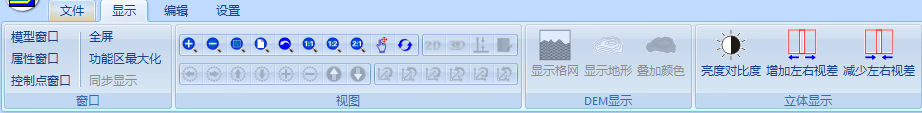 文件 显示 编辑 设置
模型窗口 全屏
属性窗口 功能区最大化
控制点窗口 同步显示
窗口
1:1 1:2 2:1
2D 3D
视图
显示格网 显示地形 叠加颜色
DEM显示
亮度对比度 增加左右视差 减少左右视差
立体显示